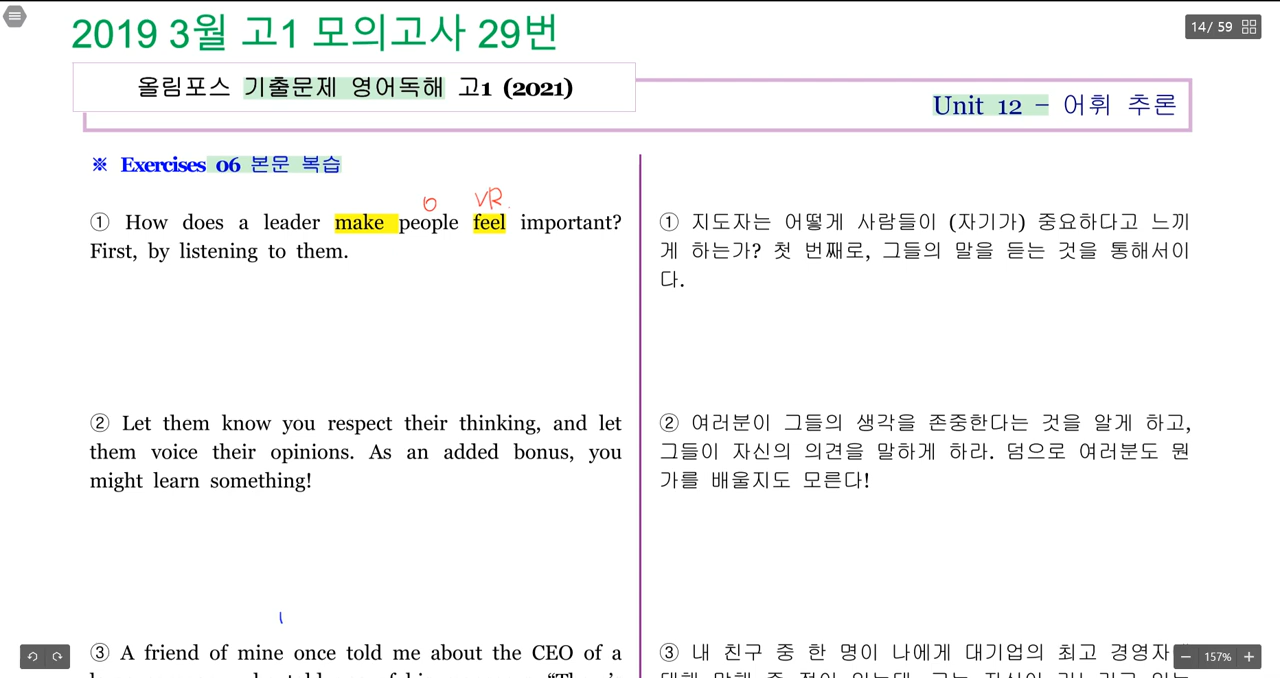 2019 3월 고1 모의고사 29번
14/ 59
올림포스 기출문제 영어독해 고1 (2021)
Unit 12 – 어휘 추론
※ Exercises 06 본문 복습
O VR
① How does a leader make people feel important?
First, by listening to them.
① 지도자는 어떻게 사람들이 (자기가) 중요하다고 느끼
게 하는가? 첫 번째로, 그들의 말을 듣는 것을 통해서이
다.
② Let them know you respect their thinking, and let
them voice their opinions. As an added bonus, you
might learn something!
② 여러분이 그들의 생각을 존중한다는 것을 알게 하고,
그들이 자신의 의견을 말하게 하라. 덤으로 여러분도 뭔
가를 배울지도 모른다!
③ A friend of mine once told me about the CEO of a
③ 내 친구 중 한 명이 나에게 대기업의 최고 경영자
157%